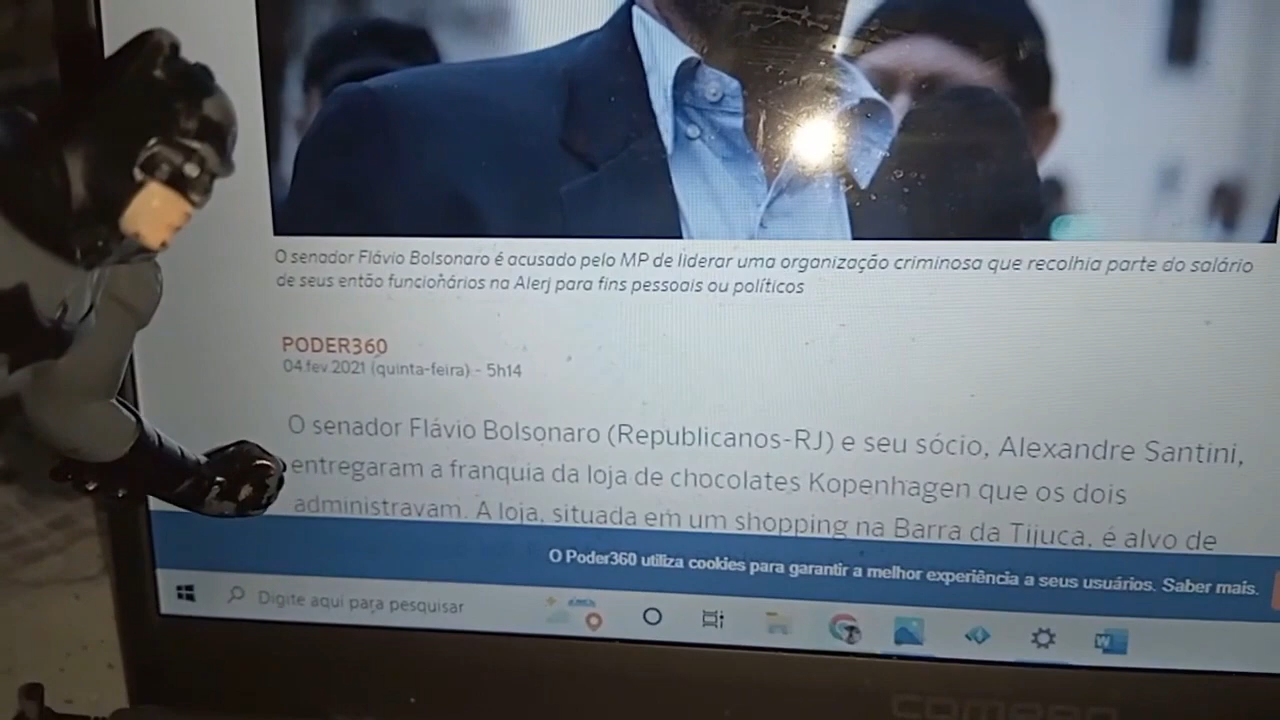 O senador Flávio Bolsonaro é acusado pelo MP de liderar uma organização criminosa que recolhia parte do salário
de seus então funcionários na Alerj para fins pessoais ou políticos
PODER360
04.fev.2021 (quinta-feira) - 5h14
O senador Flávio Bolsonaro (Republicanos-RJ) e seu sócio, Alexandre Santini,
entregaram a franquia da loja de chocolates Kopenhagen que os dois
administravam. A loja, situada em um shopping na Barra da Tijuca, é alvo de
O Poder360 utiliza cookies para garantir a melhor experiência a seus usuários. Saber mais.
Digite aqui para pesquisar